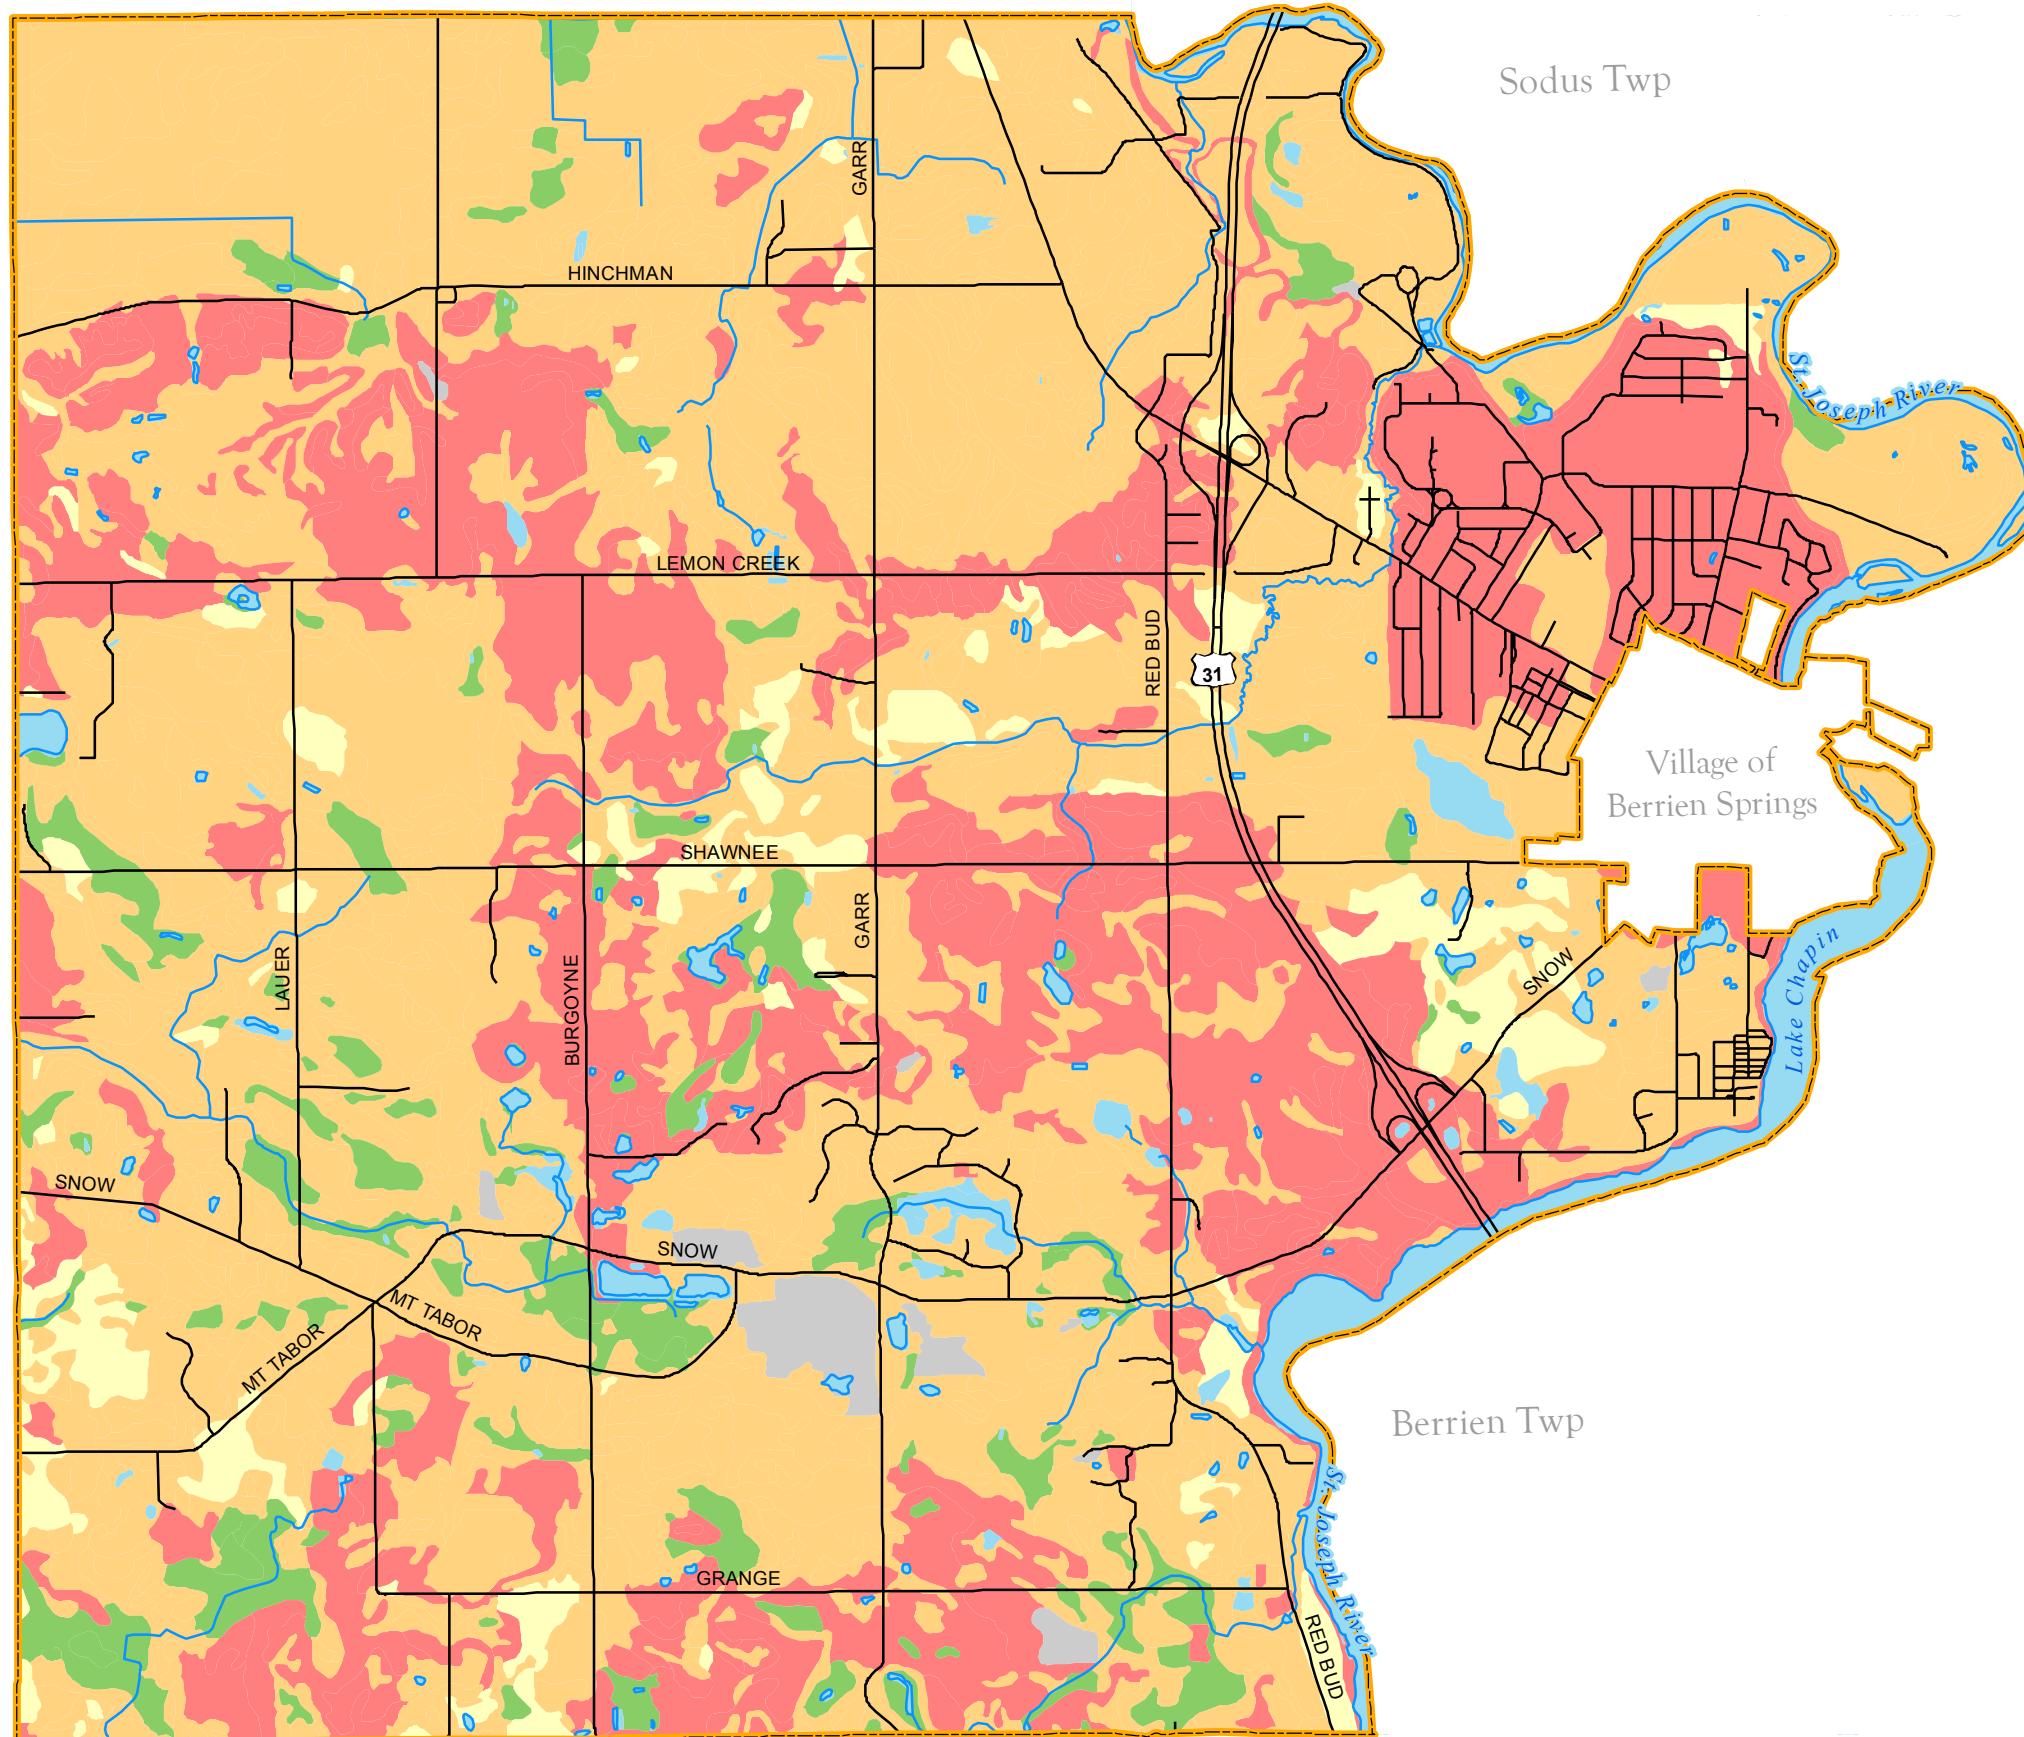 Sodus Twp
GARR
HINCHMAN
St. Joseph River
LEMON CREEK
RED BUD
31
Village of
Berrien Springs
SHAWNEE
GARR
LAUER
BURGOYNE
SNOW
Lake Chapin
SNOW
SNOW
MT TABOR
MT TABOR
Berrien Twp
St. Joseph River
GRANGE
RED BUD